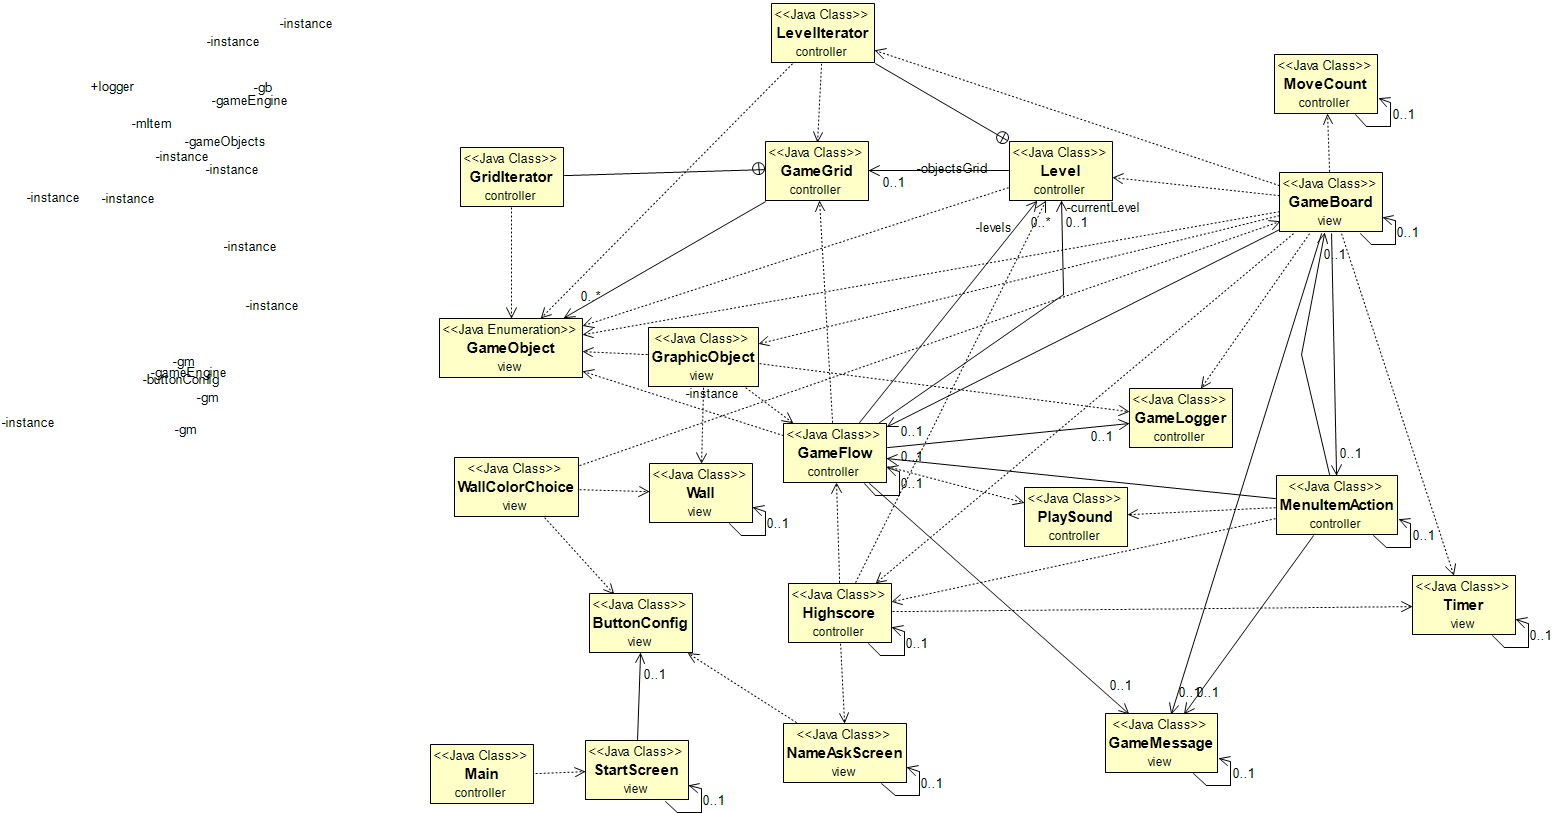 -instance
-instance
+logger
-gb
-gameEngine
-mItem
-gameObjects
-instance
-instance
-instance
-instance
-instance
-instance
-gm
-gameEngine
-buttonConfig
-gm
-instance
-gm
<<Java Class>>
LevelIterator
controller
<<Java Class>>
MoveCount
controller
0..1
<<Java Class>>
GridIterator
controller
<<Java Class>>
GameGrid
controller
0..1
-objectsGrid
<<Java Class>>
Level
controller
<<Java Class>>
GameBoard
view
0..1
0..1
-levels
0..*
-currentLevel
0..1
0..*
<<Java Enumeration>>
GameObject
view
<<Java Class>>
GraphicObject
view
-instance
<<Java Class>>
GameLogger
controller
0..1
<<Java Class>>
GameFlow
controller
0..1
0..1
0..1
<<Java Class>>
WallColorChoice
view
<<Java Class>>
Wall
view
0..1
<<Java Class>>
PlaySound
controller
0..1
<<Java Class>>
MenuItemAction
controller
0..1
<<Java Class>>
ButtonConfig
view
0..1
<<Java Class>>
Highscore
controller
0..1
<<Java Class>>
Timer
view
0..1
0..1
0..1
0..1
<<Java Class>>
Main
controller
<<Java Class>>
StartScreen
view
0..1
<<Java Class>>
NameAskScreen
view
0..1
<<Java Class>>
GameMessage
view
0..1